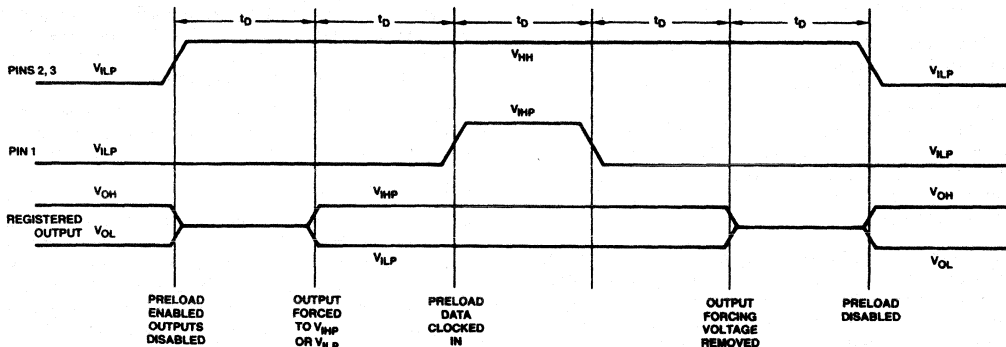 tD tD tD tD tD
PINS 2, 3 VILP VHH VILP
VIHP
PIN 1 VILP VILP
VOH VIHP VOH
REGISTERED
OUTPUT VOL
VILP VOL
PRELOAD
ENABLED
OUTPUTS
DISABLED
OUTPUT
FORCED
TO VIHP
OR VILP
PRELOAD
DATA
CLOCKED
IN
OUTPUT
FORCING
VOLTAGE
REMOVED
PRELOAD
DISABLED